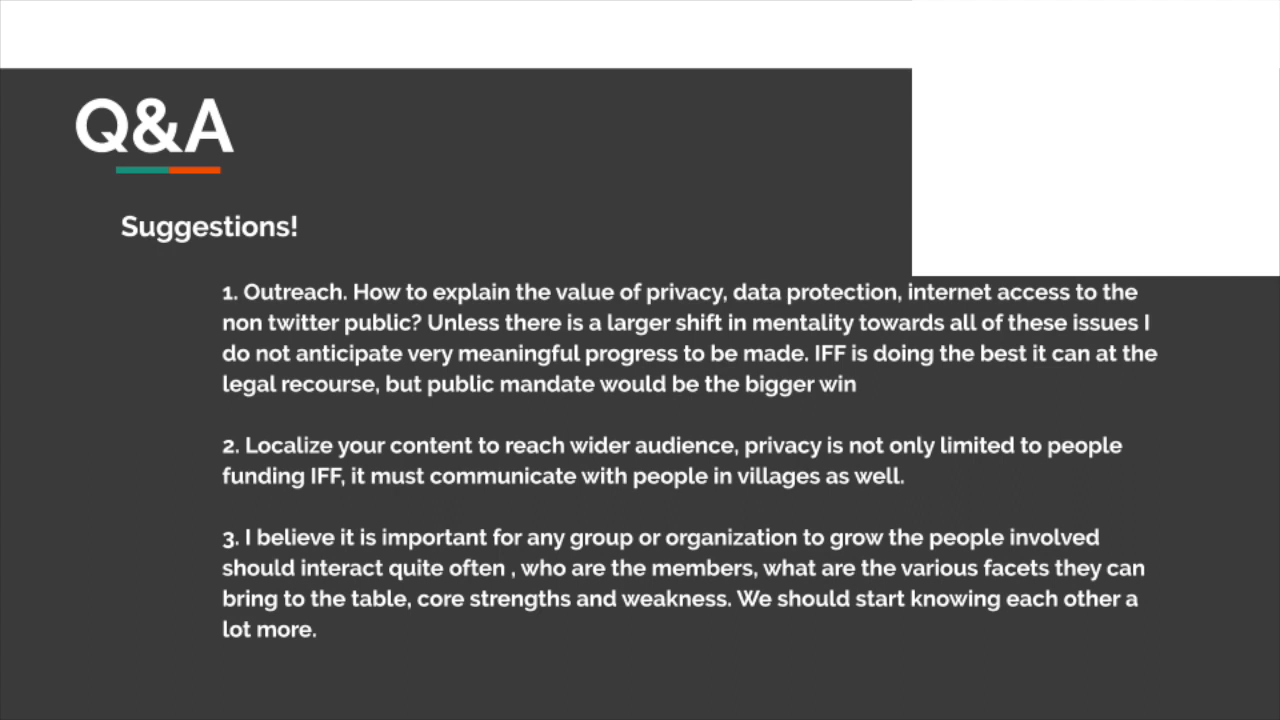 Q&A
Suggestions!
1. Outreach. How to explain the value of privacy, data protection, internet access to the
non twitter public? Unless there is a larger shift in mentality towards all of these issues I
do not anticipate very meaningful progress to be made. IFF is doing the best it can at the
legal recourse, but public mandate would be the bigger win
2. Localize your content to reach wider audience, privacy is not only limited to people
funding IFF, it must communicate with people in villages as well.
3. I believe it is important for any group or organization to grow the people involved
should interact quite often , who are the members, what are the various facets they can
bring to the table, core strengths and weakness. We should start knowing each other a
lot more.